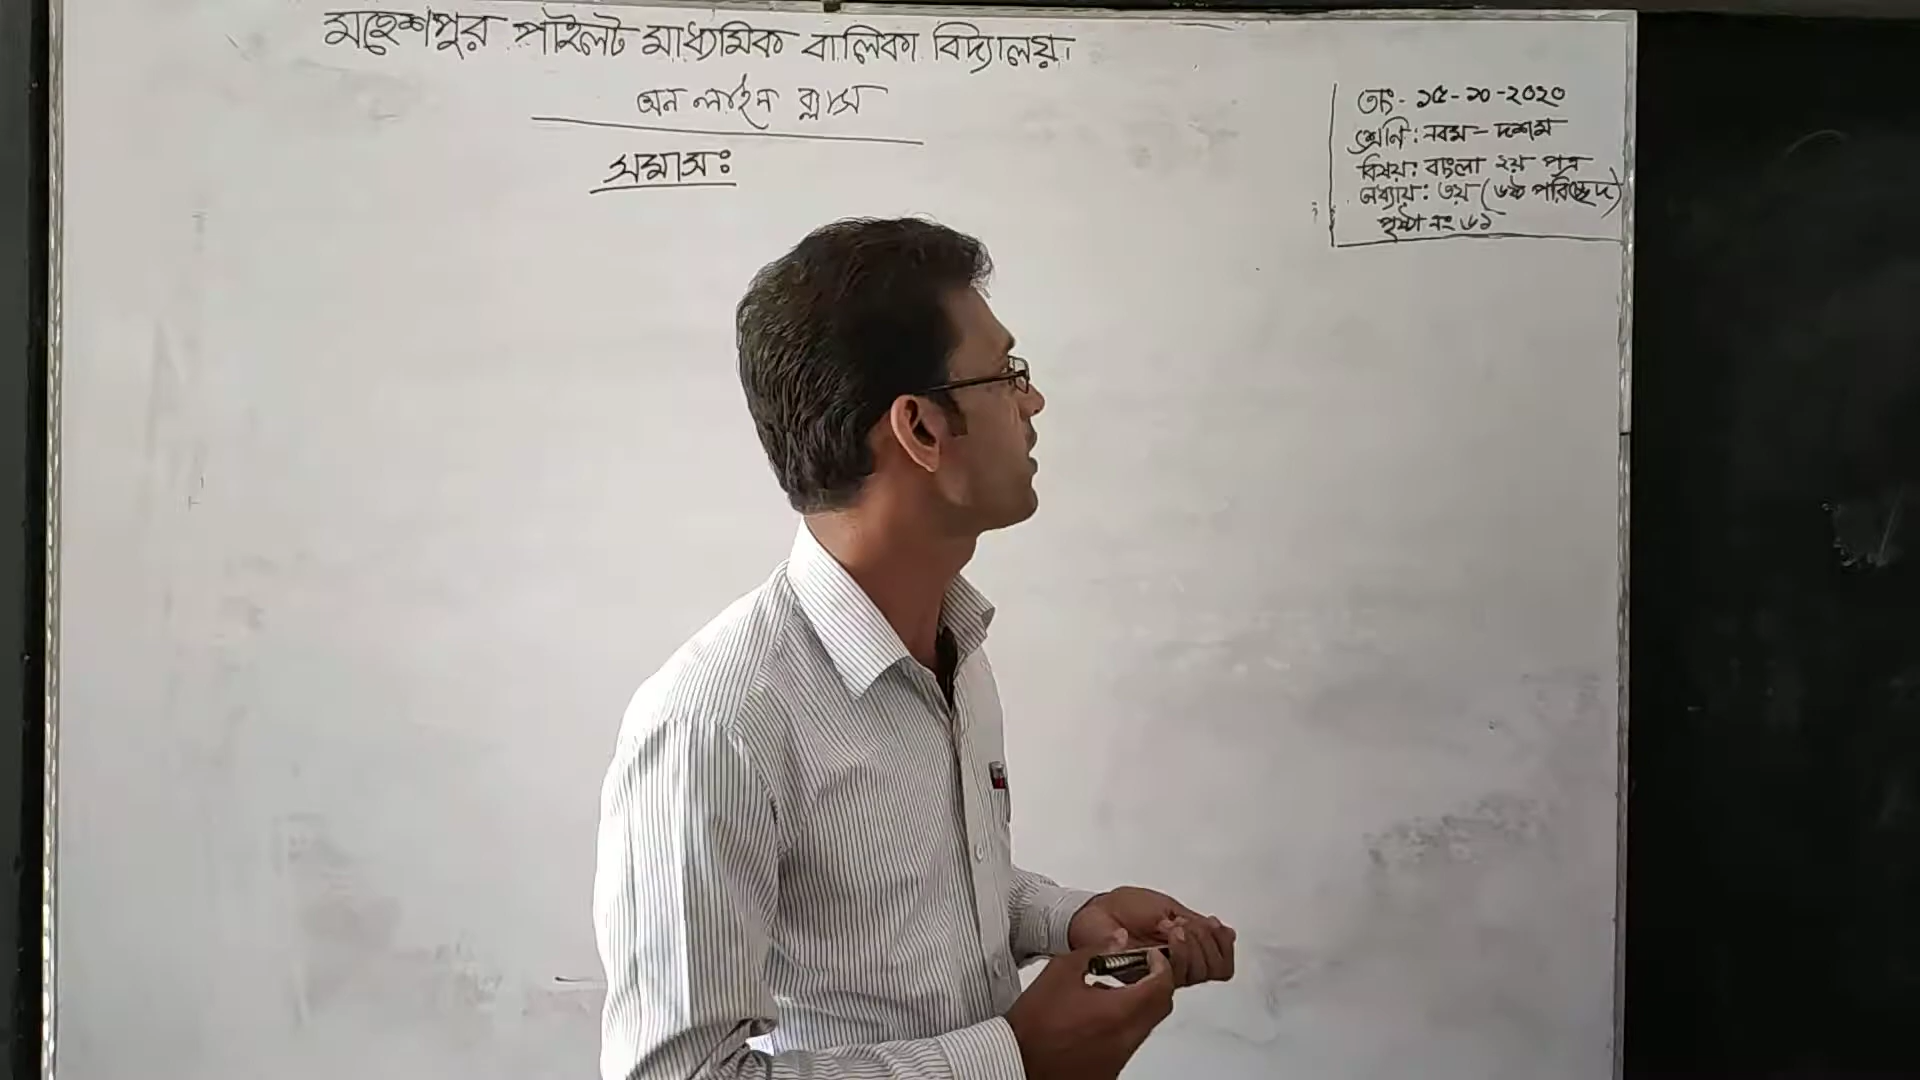 মহেশপুর পাইলট মাধ্যমিক বালিকা বিদ্যালয়।
অন লাইন ক্লাস
সমাসঃ
তাং- ১৫-১০-২০২০
শ্রেণি: নবম - দশম
বিষয়: বাংলা ২য় পত্র
অধ্যায়: ৩য় (৬ষ্ঠ পরিচ্ছেদ)
পৃষ্ঠা নং ৬১